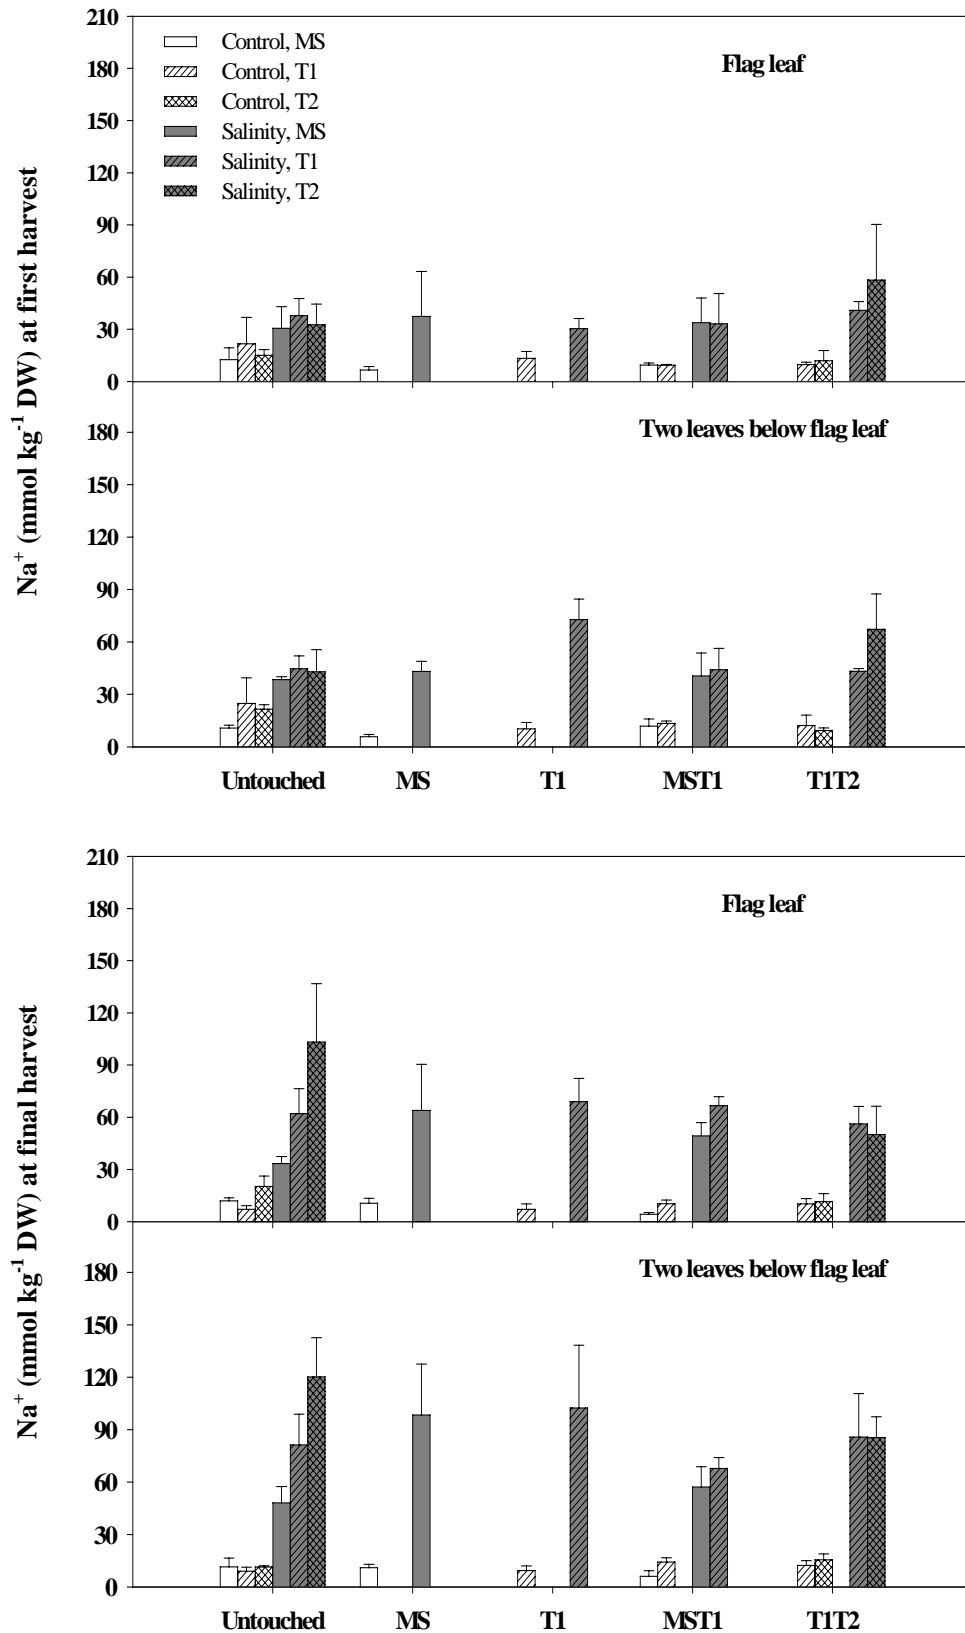 210
180
150
120
90
60
30
0
Control, MS
Control, T1
Control, T2
Salinity, MS
Salinity, T1
Salinity, T2
Flag leaf
Na⁺ (mmol kg⁻¹ DW) at first harvest
180
150
120
90
60
30
0
Two leaves below flag leaf
Untouched MS T1 MST1 T1T2
210
180
150
120
90
60
30
0
Flag leaf
Na⁺ (mmol kg⁻¹ DW) at final harvest
180
150
120
90
60
30
0
Two leaves below flag leaf
Untouched MS T1 MST1 T1T2